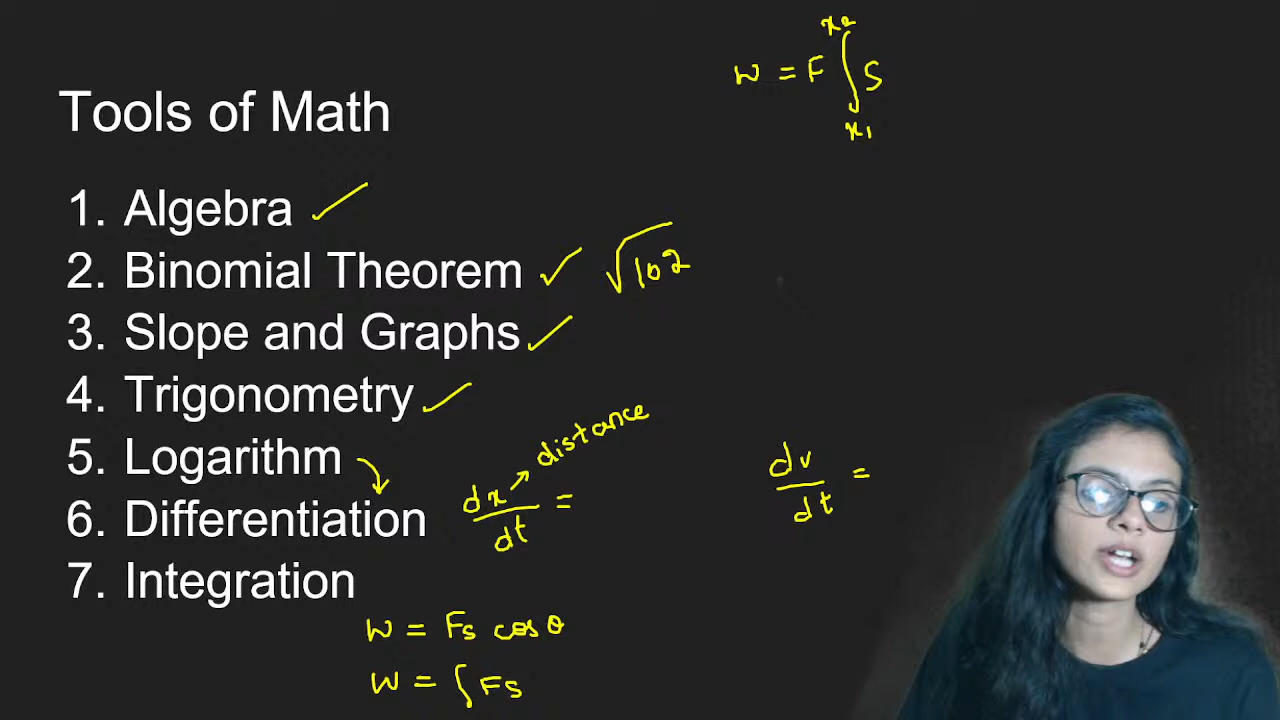 x2
W = F ∫ S
x1
Tools of Math
1. Algebra ✓
2. Binomial Theorem ✓ √102
3. Slope and Graphs ✓
4. Trigonometry ✓
distance
5. Logarithm
6. Differentiation dx/dt = dv/dt =
7. Integration
W = Fs cos θ
W = ∫ Fs